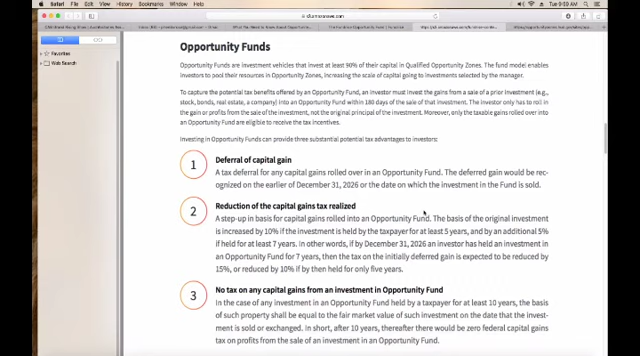 Safari File Edit View History Bookmarks Window Help
Favorites
Web Search
Opportunity Funds
Opportunity Funds are investment vehicles that invest at least 90% of their capital in Qualified Opportunity Zones. The fund model enables
investors to pool their resources in Opportunity Zones, increasing the scale of capital going to investments selected by the manager.
To capture the potential tax benefits offered by an Opportunity Fund, an investor must invest the gains from a sale of a prior investment (e.g.,
stock, bonds, real estate, a company) into an Opportunity Fund within 180 days of the sale of that investment. The investor only has to roll in
the gain or profits from the sale of the investment, not the original principal of the investment. Moreover, only the taxable gains rolled over into
an Opportunity Fund are eligible to receive the tax incentives.
Investing in Opportunity Funds can provide three substantial potential tax advantages to investors:
1
Deferral of capital gain
A tax deferral for any capital gains rolled over in an Opportunity Fund. The deferred gain would be rec-
ognized on the earlier of December 31, 2026 or the date on which the investment in the Fund is sold.
2
Reduction of the capital gains tax realized
A step-up in basis for capital gains rolled into an Opportunity Fund. The basis of the original investment
is increased by 10% if the investment is held by the taxpayer for at least 5 years, and by an additional 5%
if held for at least 7 years. In other words, if by December 31, 2026 an investor has held an investment in
an Opportunity Fund for 7 years, then the tax on the initially deferred gain is expected to be reduced by
15%, or reduced by 10% if by then held for only five years.
3
No tax on any capital gains from an investment in Opportunity Fund
In the case of any investment in an Opportunity Fund held by a taxpayer for at least 10 years, the basis
of such property shall be equal to the fair market value of such investment on the date that the invest-
ment is sold or exchanged. In short, after 10 years, thereafter there would be zero federal capital gains
tax on profits from the sale of an investment in an Opportunity Fund.